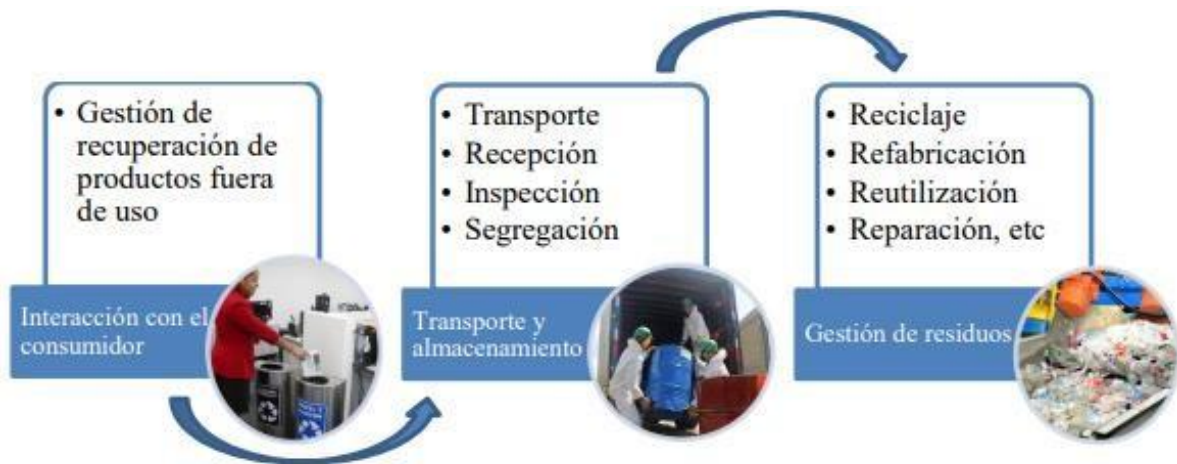 • Gestión de
recuperación de
productos fuera
de uso
Interacción con el
consumidor
• Transporte
• Recepción
• Inspección
• Segregación
Transporte y
almacenamiento
• Reciclaje
• Refabricación
• Reutilización
• Reparación, etc
Gestión de residuos